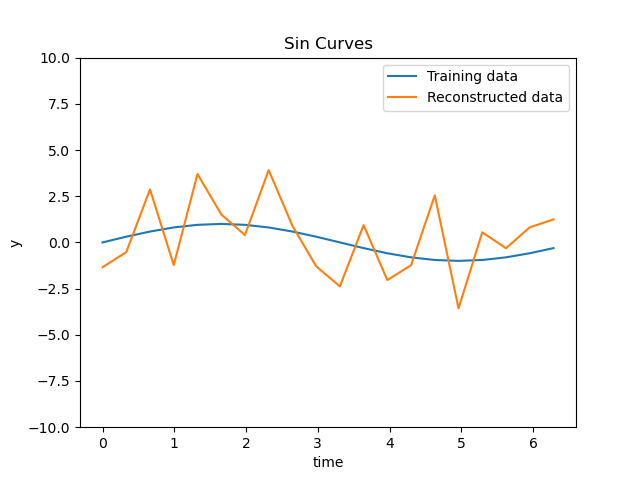 Sin Curves
Training data
Reconstructed data
10.0
7.5
5.0
2.5
0.0
−2.5
−5.0
−7.5
−10.0
y
0 1 2 3 4 5 6
time